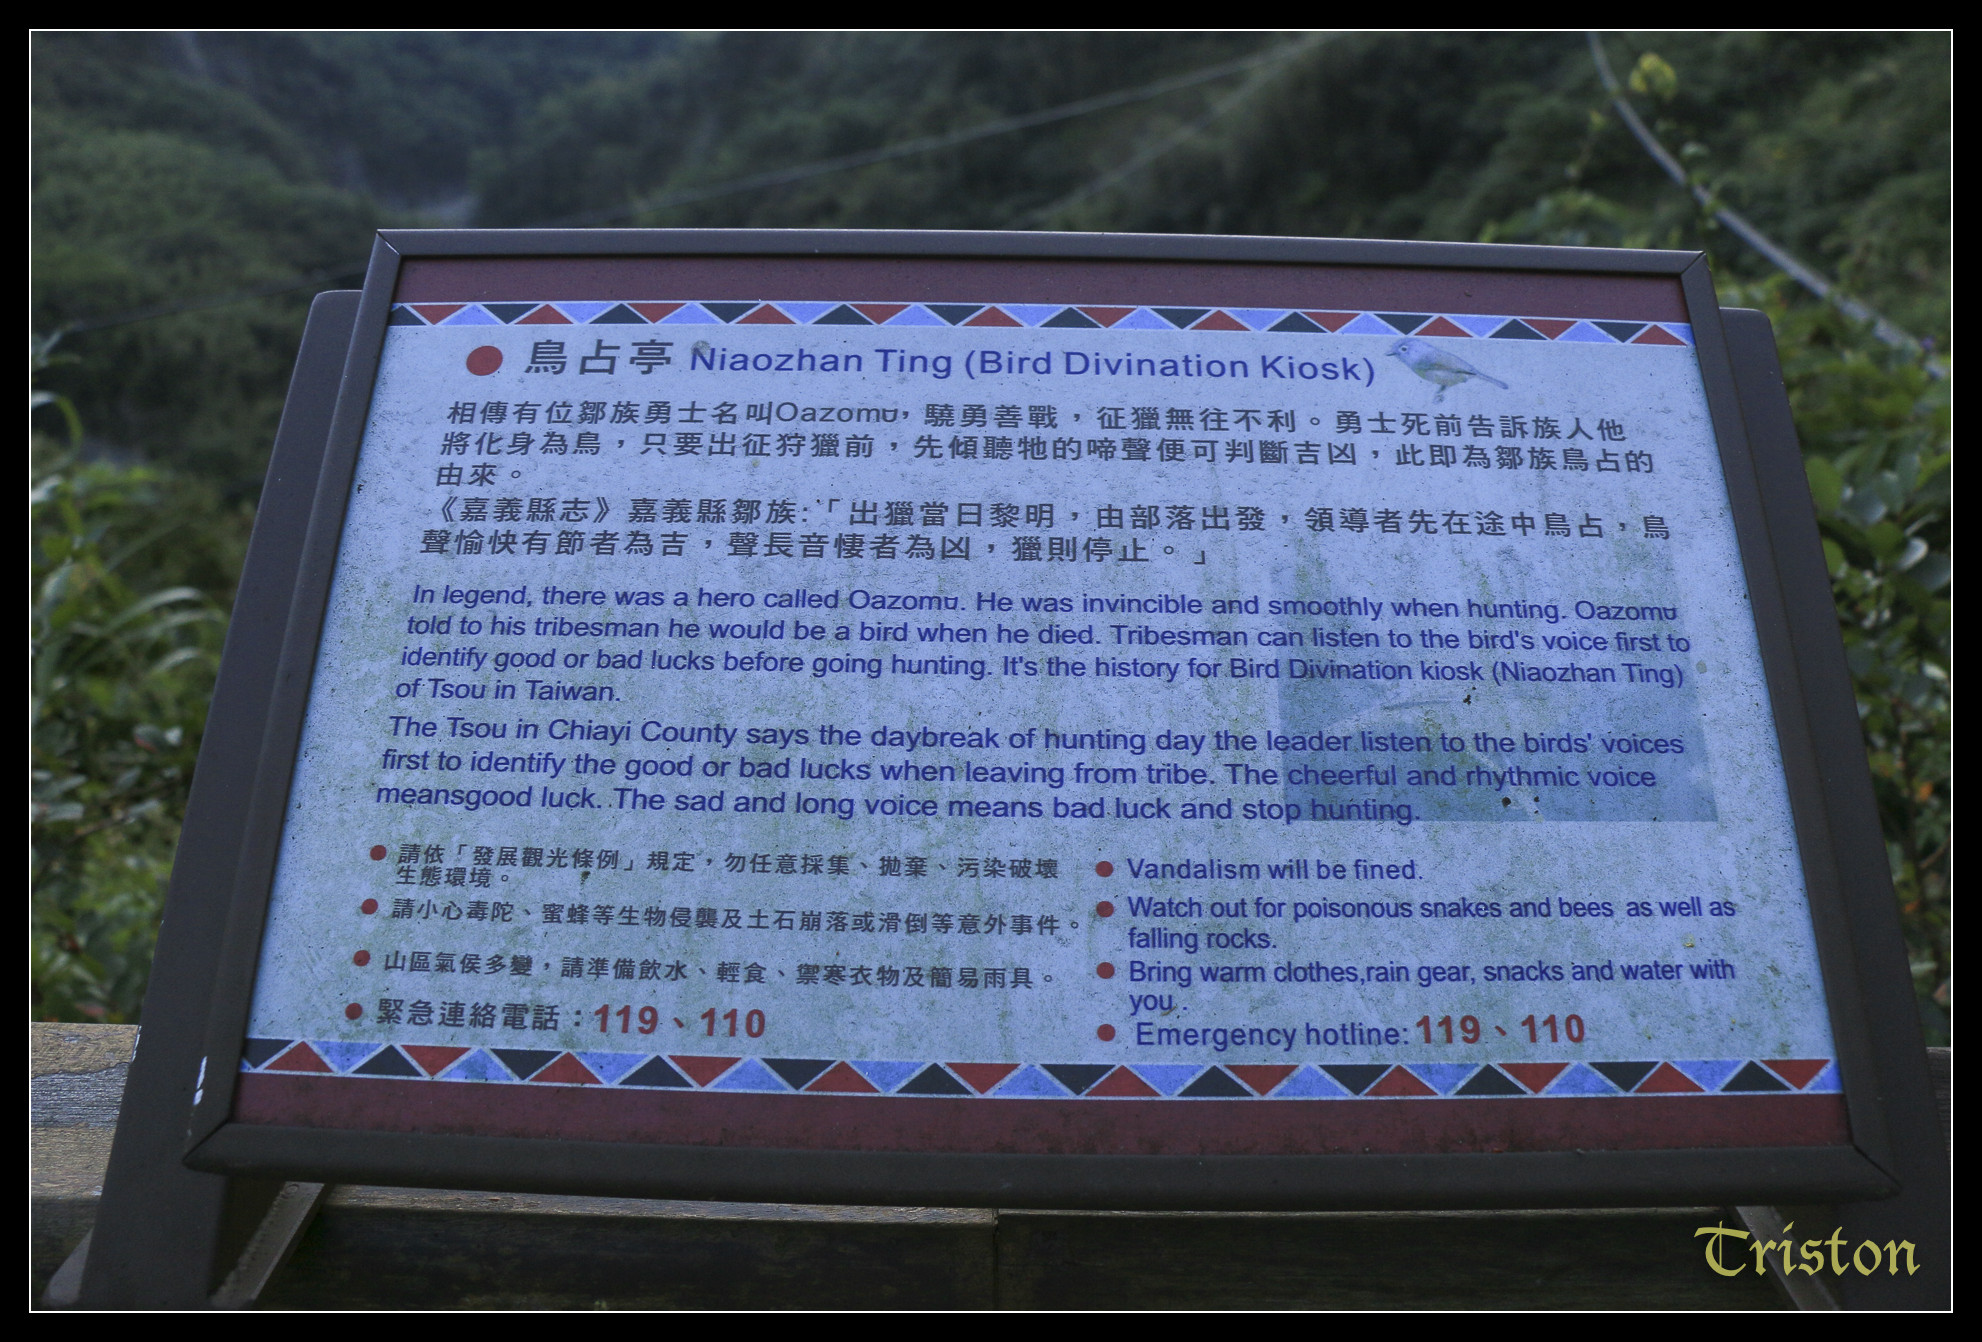 鳥占亭 Niaozhan Ting (Bird Divination Kiosk)
相傳有位鄒族勇士名叫Oazomʉ，驍勇善戰，征獵無往不利。勇士死前告訴族人他
將化身為鳥，只要出征狩獵前，先傾聽牠的啼聲便可判斷吉凶，此即為鄒族鳥占的
由來。
《嘉義縣志》嘉義縣鄒族:「出獵當日黎明，由部落出發，領導者先在途中鳥占，鳥
聲愉快有節者為吉，聲長音悽者為凶，獵則停止。」
In legend, there was a hero called Oazomʉ. He was invincible and smoothly when hunting. Oazomʉ
told to his tribesman he would be a bird when he died. Tribesman can listen to the bird's voice first to
identify good or bad lucks before going hunting. It's the history for Bird Divination kiosk (Niaozhan Ting)
of Tsou in Taiwan.
The Tsou in Chiayi County says the daybreak of hunting day the leader listen to the birds' voices
first to identify the good or bad lucks when leaving from tribe. The cheerful and rhythmic voice
meansgood luck. The sad and long voice means bad luck and stop hunting.
請依「發展觀光條例」規定，勿任意採集、拋棄、污染破壞
生態環境。
請小心毒陀、蜜蜂等生物侵襲及土石崩落或滑倒等意外事件。
山區氣侯多變，請準備飲水、輕食、禦寒衣物及簡易雨具。
緊急連絡電話：119、110
Vandalism will be fined.
Watch out for poisonous snakes and bees as well as
falling rocks.
Bring warm clothes,rain gear, snacks and water with
you .
Emergency hotline: 119、110
Triston